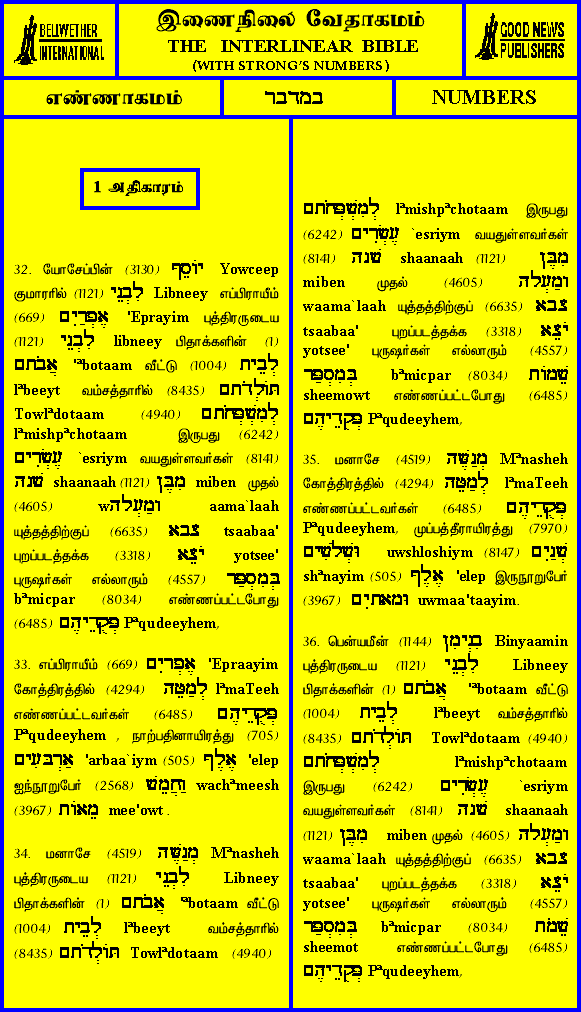 BELLWETHER
INTERNATIONAL
இணைநிலை வேதாகமம்
THE INTERLINEAR BIBLE
(WITH STRONG'S NUMBERS)
GOOD NEWS
PUBLISHERS
எண்ணாகமம்
במדבר
NUMBERS
1 அதிகாரம்
32. யோசேப்பின் (3130) יוֹסֵף Yowceep
குமாரரில் (1121) לִבְנֵי Libneey எப்பிராயீம்
(669) אֶפְרַיִם 'Eprayim புத்திரருடைய
(1121) לִבְנֵי libneey பிதாக்களின் (1)
אֲבֹתָם 'ªbotaam வீட்டு (1004) לְבֵית
lªbeeyt வம்சத்தாரில் (8435) תּוֹלְדֹתָם
Towlªdotaam (4940) לְמִשְׁפְּחֹתָם
lªmishpªchotaam இருபது (6242)
עֶשְׂרִים `esriym வயதுள்ளவர்கள் (8141)
שָׁנָה shaanaah (1121) מִבֶּן miben முதல்
(4605) wוָמַעְלָה aama`laah
யுத்தத்திற்குப் (6635) צָבָא tsaabaa'
புறப்படத்தக்க (3318) יֹצֵא yotsee'
புருஷர்கள் எல்லாரும் (4557) בְּמִסְפַּר
bªmicpar (8034) எண்ணப்பட்டபோது
(6485) פְּקֻדֵיהֶם Pªqudeeyhem,
33. எப்பிராயீம் (669) אֶפְרַיִם 'Epraayim
கோத்திரத்தில் (4294) לְמַטֵּה lªmaTeeh
எண்ணப்பட்டவர்கள் (6485) פְּקֻדֵיהֶם
Pªqudeeyhem , நாற்பதினாயிரத்து (705)
אַרְבָּעִים 'arbaa`iym (505) אֶלֶף 'elep
ஐந்நூறுபேர் (2568) וַחֲמֵשׁ wachªmeesh
(3967) מֵאוֹת mee'owt .
34. மனாசே (4519) מְנַשֶּׁה Mªnasheh
புத்திரருடைய (1121) לִבְנֵי Libneey
பிதாக்களின் (1) אֲבֹתָם 'ªbotaam வீட்டு
(1004) לְבֵית lªbeeyt வம்சத்தாரில்
(8435) תּוֹלְדֹתָם Towlªdotaam (4940)
לְמִשְׁפְּחֹתָם lªmishpªchotaam இருபது
(6242) עֶשְׂרִים `esriym வயதுள்ளவர்கள்
(8141) שָׁנָה shaanaah (1121) מִבֶּן
miben முதல் (4605) וָמַעְלָה
waama`laah யுத்தத்திற்குப் (6635) צָבָא
tsaabaa' புறப்படத்தக்க (3318) יֹצֵא
yotsee' புருஷர்கள் எல்லாரும் (4557)
בְּמִסְפַּר bªmicpar (8034) שֵׁמוֹת
sheemowt எண்ணப்பட்டபோது (6485)
פְּקֻדֵיהֶם Pªqudeeyhem,
35. மனாசே (4519) מְנַשֶּׁה Mªnasheh
கோத்திரத்தில் (4294) לְמַטֵּה lªmaTeeh
எண்ணப்பட்டவர்கள் (6485) פְּקֻדֵיהֶם
Pªqudeeyhem, முப்பத்தீராயிரத்து (7970)
וּשְׁלֹשִׁים uwshloshiym (8147) שְׁנַיִם
shªnayim (505) אֶלֶף 'elep இருநூறுபேர்
(3967) וּמָאתָיִם uwmaa'taayim.
36. பென்யமீன் (1144) בִנְיָמִן Binyaamin
புத்திரருடைய (1121) לִבְנֵי Libneey
பிதாக்களின் (1) אֲבֹתָם 'ªbotaam வீட்டு
(1004) לְבֵית lªbeeyt வம்சத்தாரில்
(8435) תּוֹלְדֹתָם Towlªdotaam (4940)
לְמִשְׁפְּחֹתָם lªmishpªchotaam
இருபது (6242) עֶשְׂרִים `esriym
வயதுள்ளவர்கள் (8141) שָׁנָה shaanaah
(1121) מִבֶּן miben முதல் (4605) וָמַעְלָה
waama`laah யுத்தத்திற்குப் (6635) צָבָא
tsaabaa' புறப்படத்தக்க (3318) יֹצֵא
yotsee' புருஷர்கள் எல்லாரும் (4557)
בְּמִסְפַּר bªmicpar (8034) שֵׁמֹת
sheemot எண்ணப்பட்டபோது (6485)
פְּקֻדֵיהֶם Pªqudeeyhem,